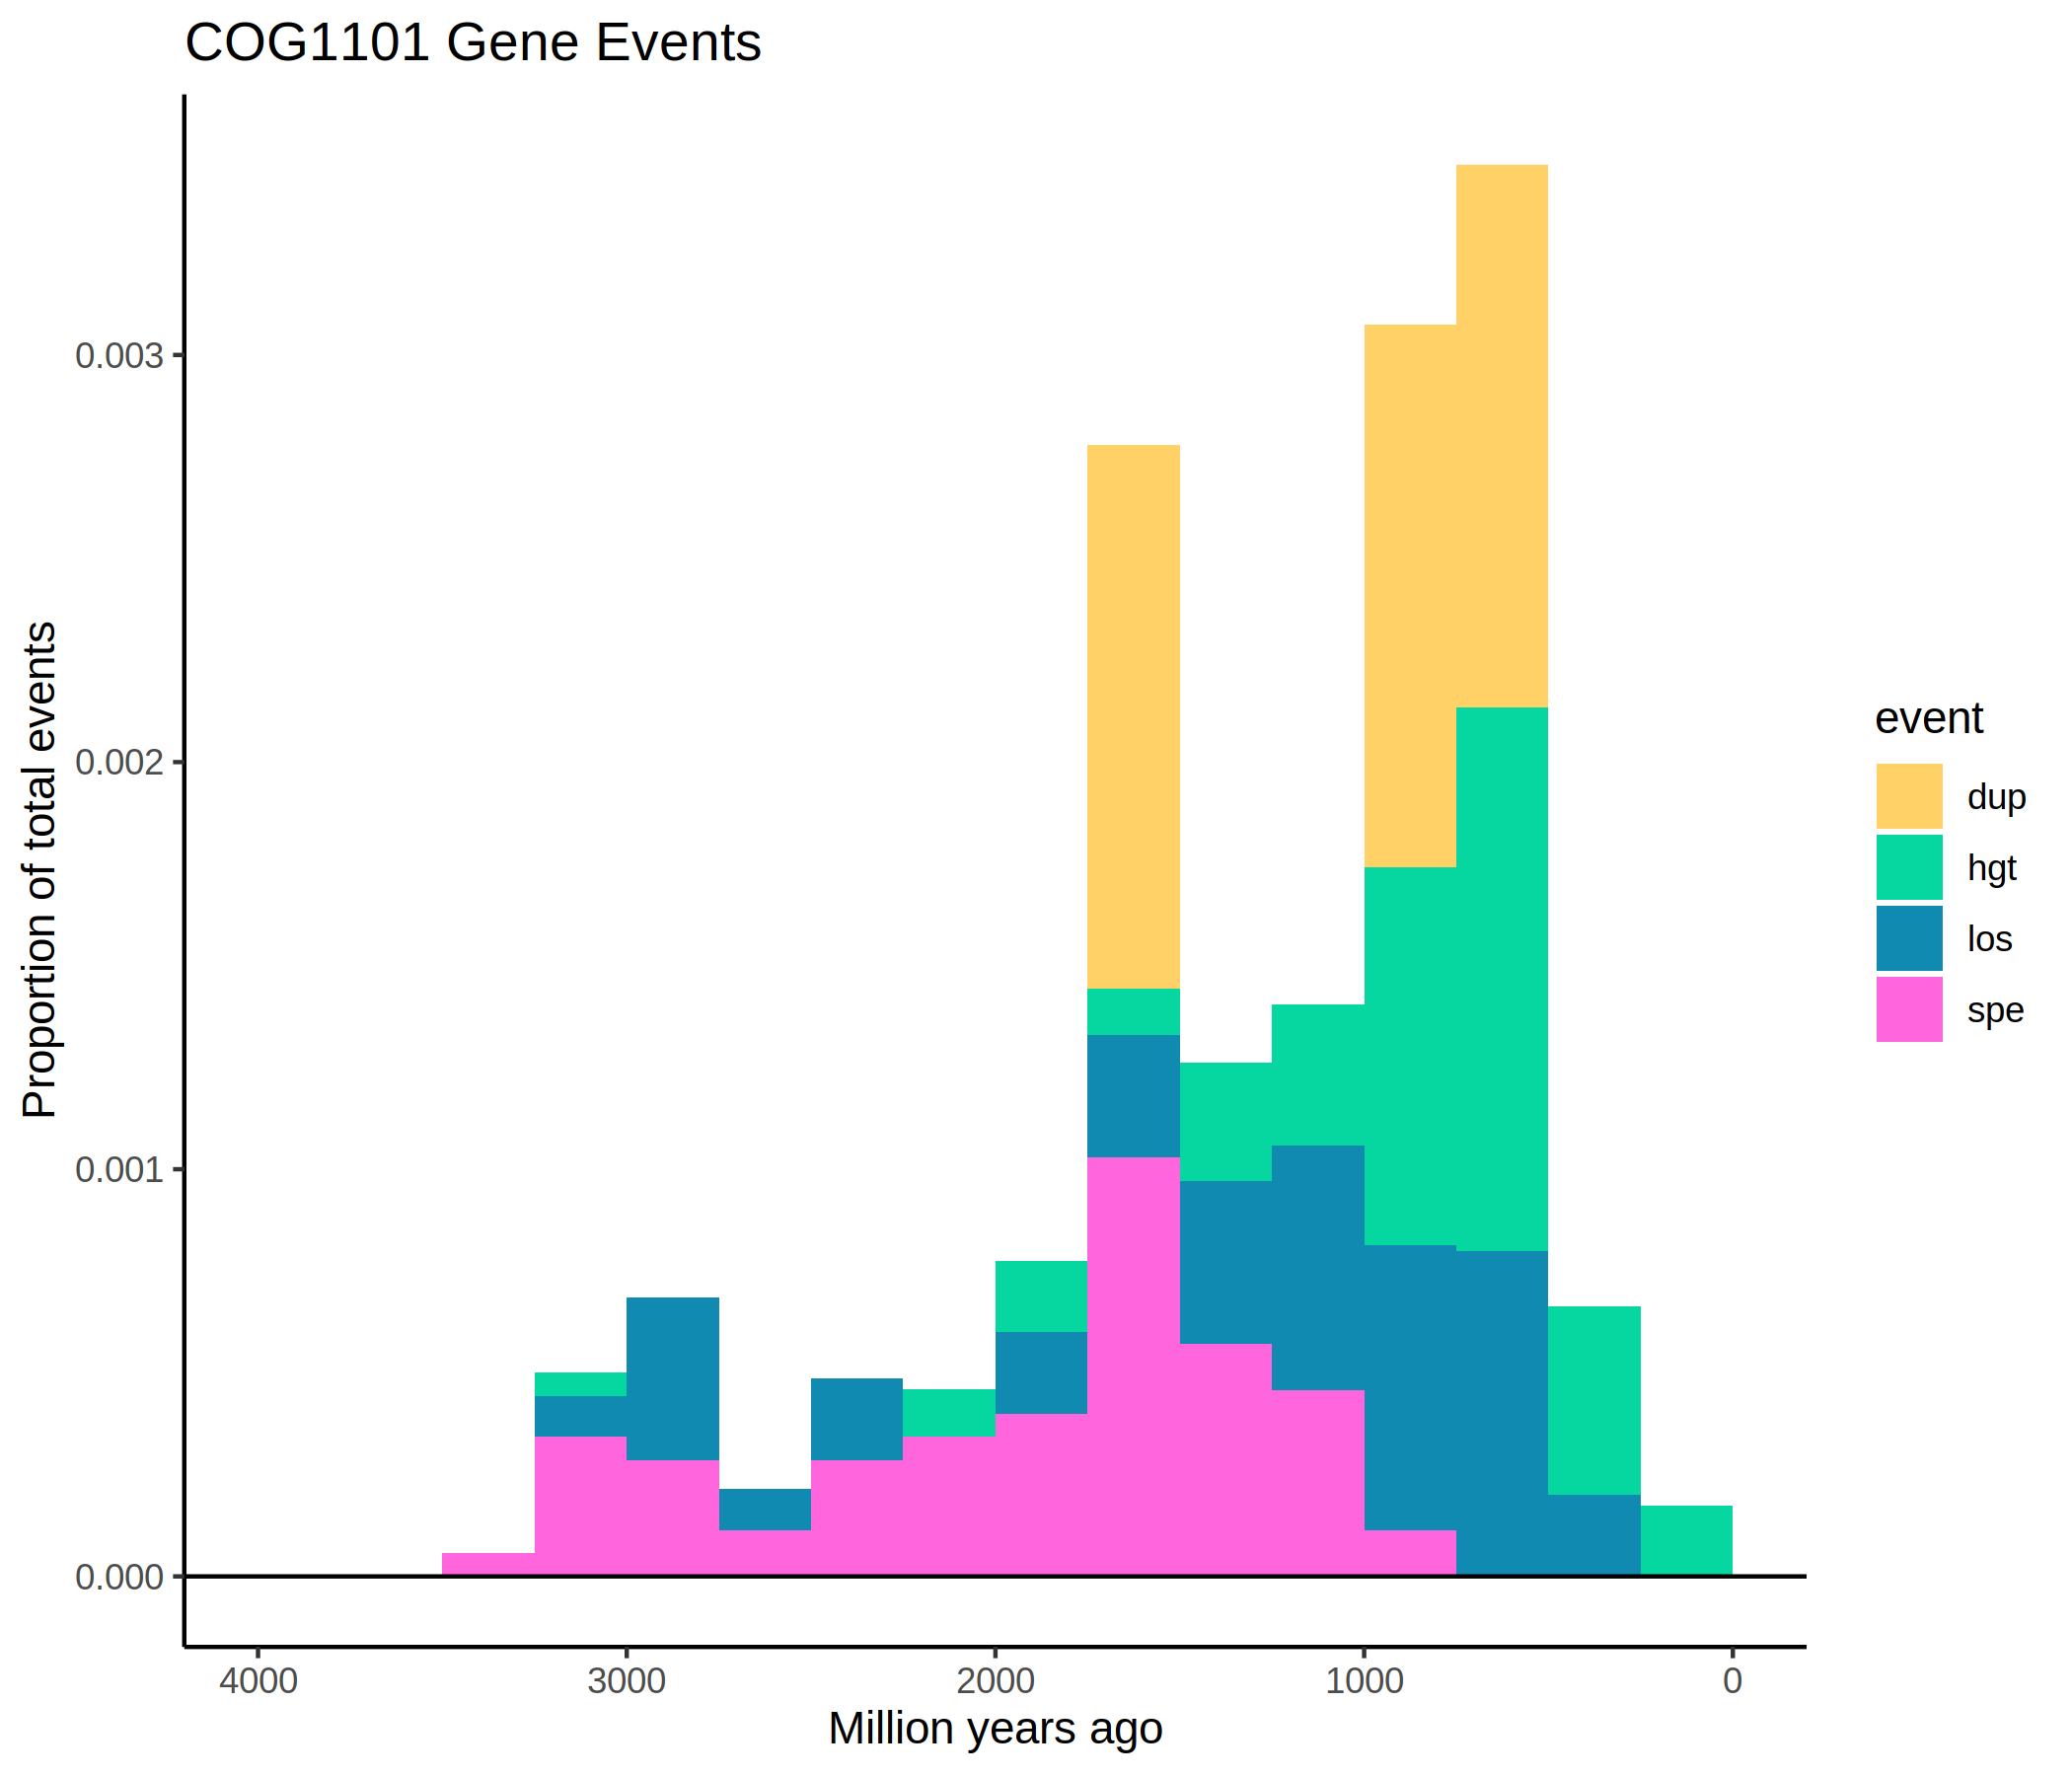 COG1101 Gene Events
Proportion of total events
0.003
0.002
0.001
0.000
4000 3000 2000 1000 0
Million years ago
event
dup
hgt
los
spe